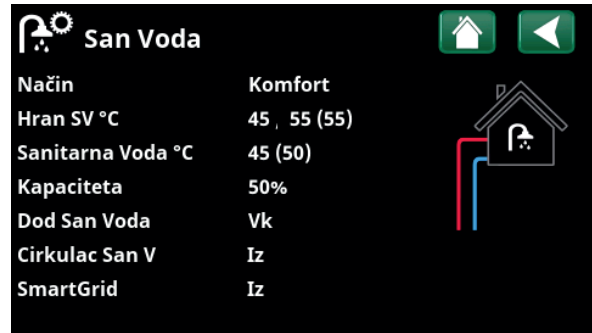 San Voda
Način Komfort
Hran SV °C 45 , 55 (55)
Sanitarna Voda °C 45 (50)
Kapaciteta 50%
Dod San Voda Vk
Cirkulac San V Iz
SmartGrid Iz